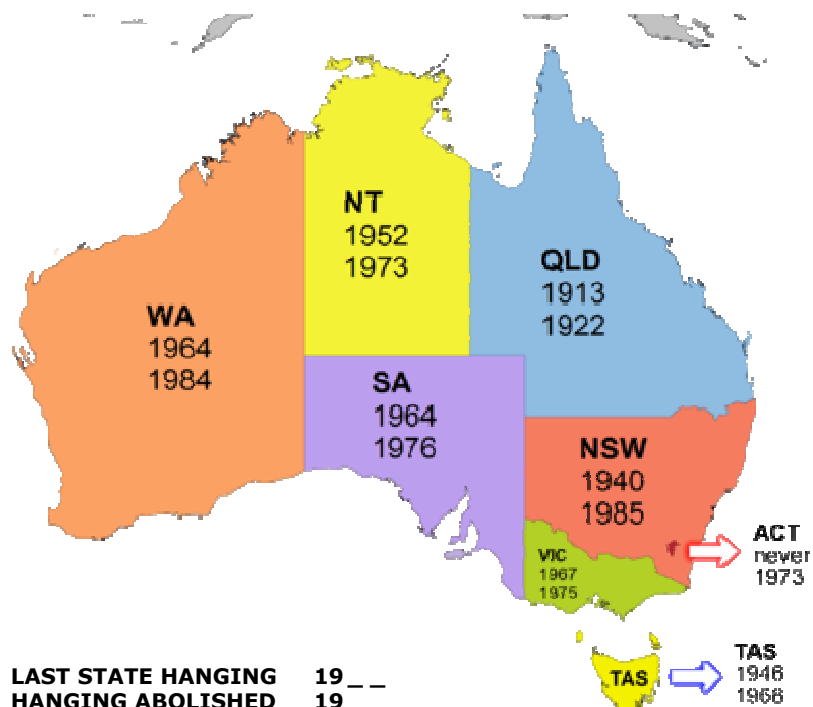 NT
1952
1973
QLD
1913
1922
WA
1964
1984
SA
1964
1976
NSW
1940
1985
VIC
1967
1975
ACT
never
1973
TAS
TAS
1946
1968
LAST STATE HANGING 19_ _
HANGING ABOLISHED 19